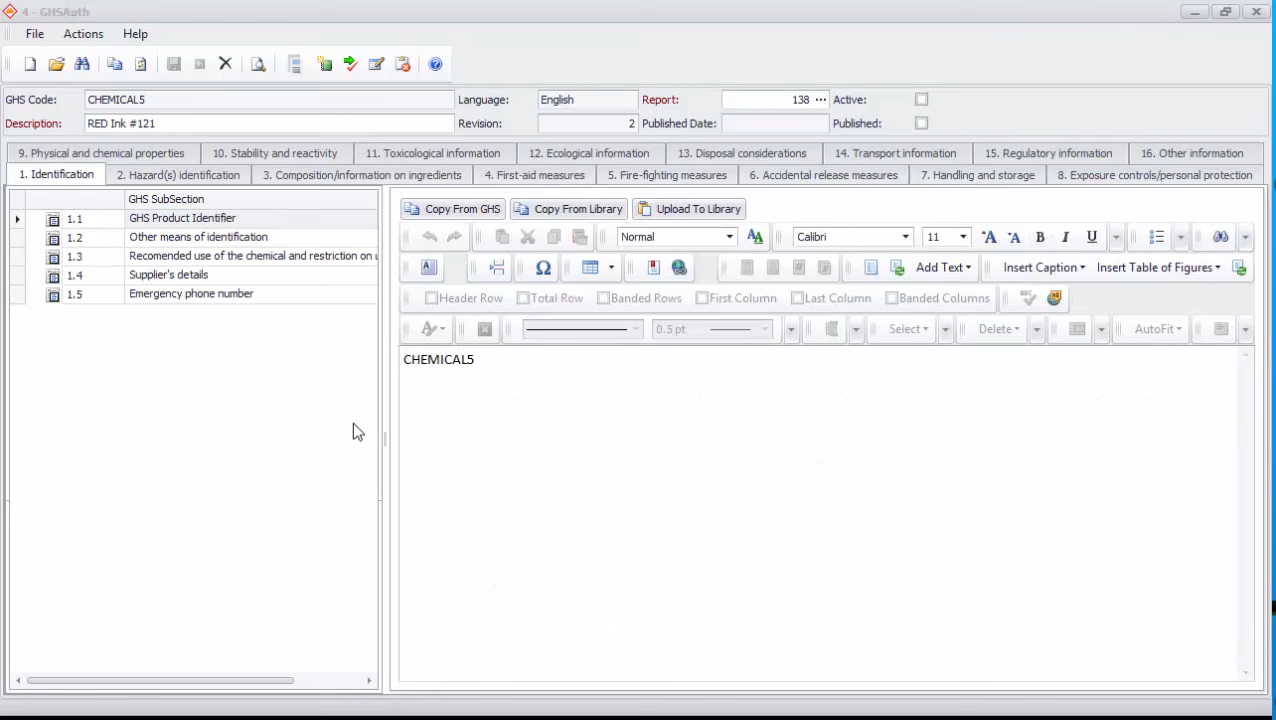 4 - GHSAuth
File Actions Help
GHS Code: CHEMICAL5 Language: English Report: 138 ... Active:
Description: RED Ink #121 Revision: 2 Published Date: Published:
9. Physical and chemical properties 10. Stability and reactivity 11. Toxicological information 12. Ecological information 13. Disposal considerations 14. Transport information 15. Regulatory information 16. Other information
1. Identification 2. Hazard(s) identification 3. Composition/information on ingredients 4. First-aid measures 5. Fire-fighting measures 6. Accidental release measures 7. Handling and storage 8. Exposure controls/personal protection
GHS SubSection
1.1 GHS Product Identifier
1.2 Other means of identification
1.3 Recomended use of the chemical and restriction on u
1.4 Supplier's details
1.5 Emergency phone number
Copy From GHS Copy From Library Upload To Library
Normal Calibri 11 B I U
Add Text Insert Caption Insert Table of Figures
Header Row Total Row Banded Rows First Column Last Column Banded Columns
0.5 pt Select Delete AutoFit
CHEMICAL5